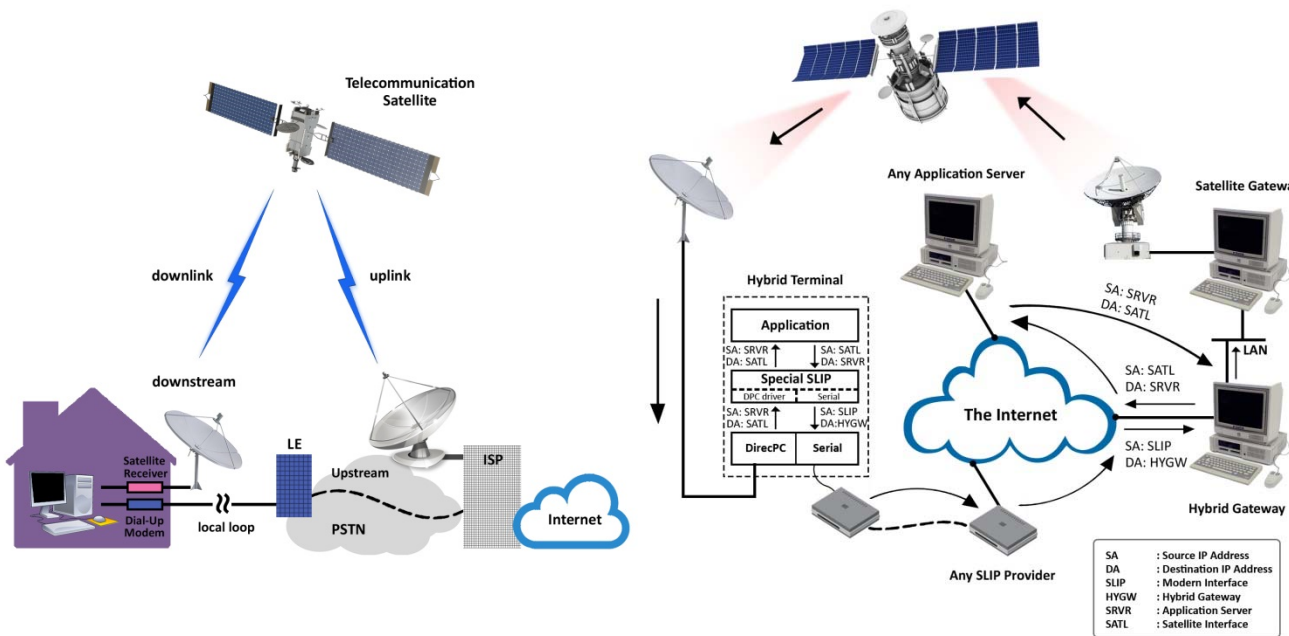 Telecommunication
Satellite
downlink
uplink
downstream
LE
Upstream
ISP
Satellite
Receiver
Dial-Up
Modem
local loop
PSTN
Internet
Any Application Server
Satellite Gatewa
Hybrid Terminal
Application
SA: SRVR
DA: SATL
SA: SATL
DA: SRVR
Special SLIP
DPC driver
Serial
SA: SRVR
DA: SATL
SA: SLIP
DA:HYGW
DirecPC
Serial
SA: SRVR
DA: SATL
LAN
SA: SATL
DA: SRVR
The Internet
SA: SLIP
DA: HYGW
Hybrid Gateway
Any SLIP Provider
SA : Source IP Address
DA : Destination IP Address
SLIP : Modern Interface
HYGW : Hybrid Gateway
SRVR : Application Server
SATL : Satellite Interface